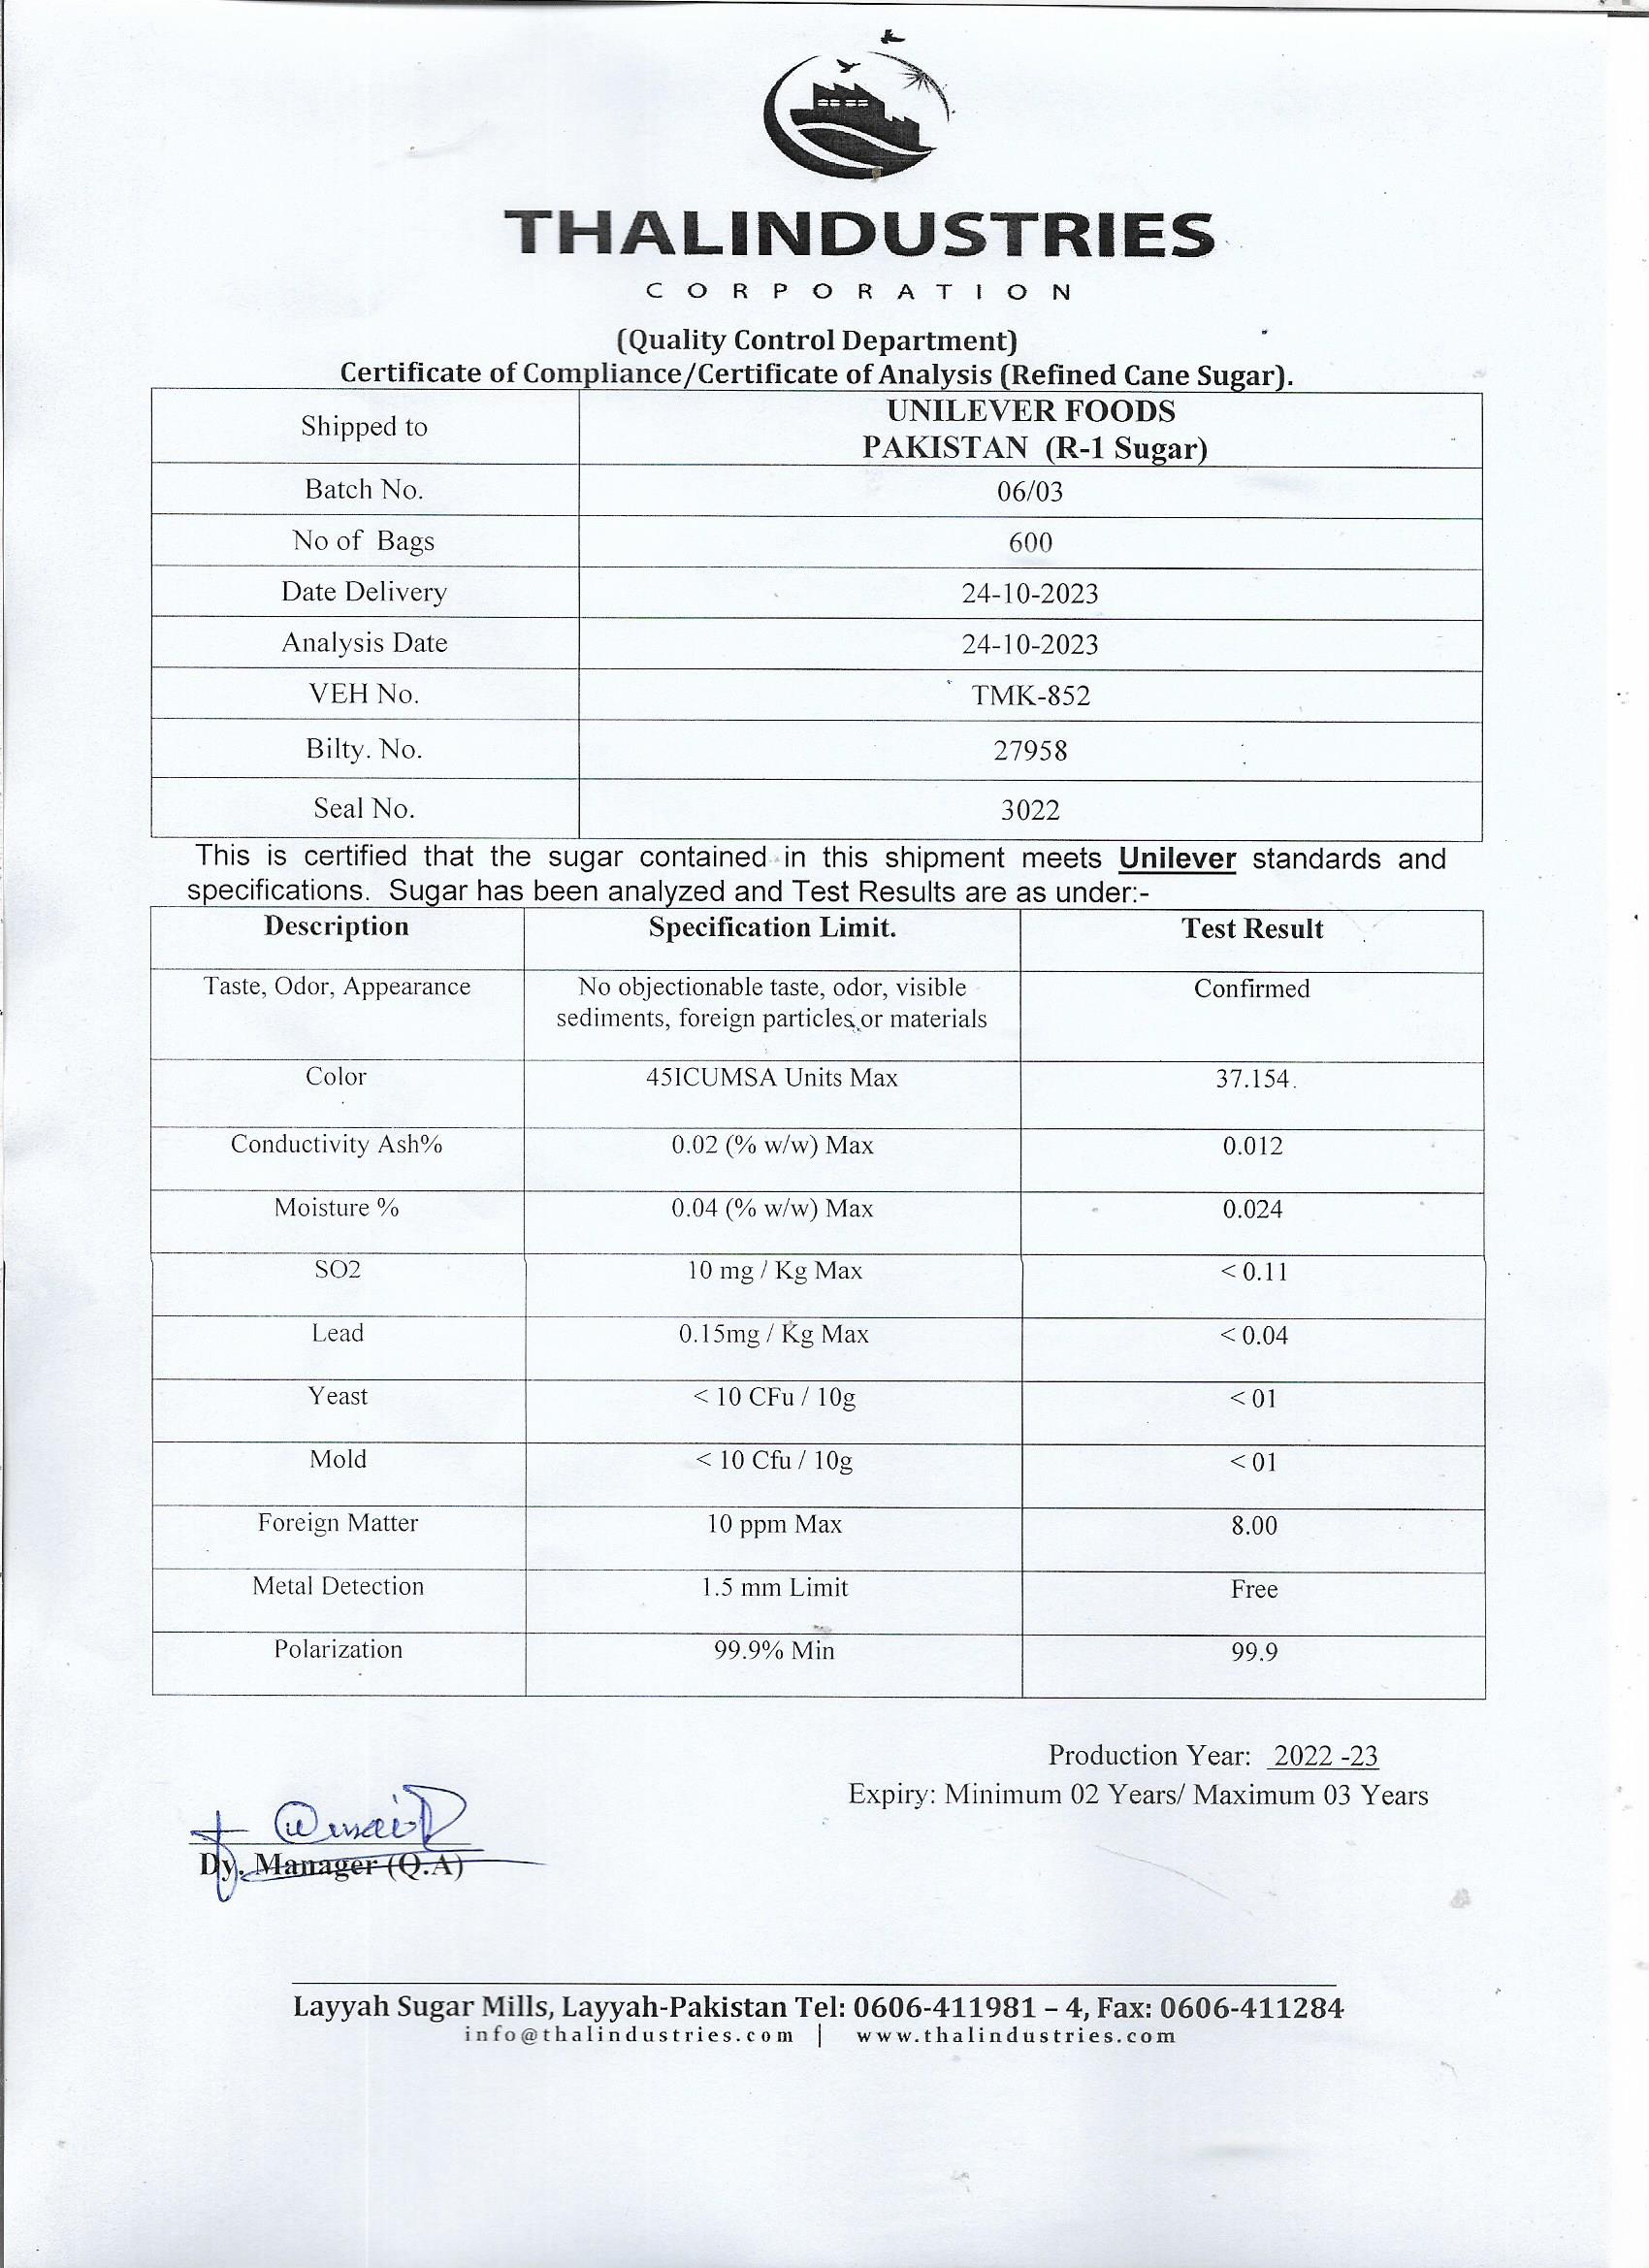 THALINDUSTRIES
CORPORATION
(Quality Control Department)
Certificate of Compliance/Certificate of Analysis (Refined Cane Sugar).
Shipped to UNILEVER FOODS
PAKISTAN (R-1 Sugar)
Batch No. 06/03
No of Bags 600
Date Delivery 24-10-2023
Analysis Date 24-10-2023
VEH No. TMK-852
Bilty. No. 27958
Seal No. 3022
This is certified that the sugar contained in this shipment meets Unilever standards and
specifications. Sugar has been analyzed and Test Results are as under:-
Description Specification Limit. Test Result
Taste, Odor, Appearance No objectionable taste, odor, visible Confirmed
sediments, foreign particles or materials
Color 45ICUMSA Units Max 37.154
Conductivity Ash% 0.02 (% w/w) Max 0.012
Moisture % 0.04 (% w/w) Max 0.024
SO2 10 mg / Kg Max < 0.11
Lead 0.15mg / Kg Max < 0.04
Yeast < 10 CFu / 10g < 01
Mold < 10 Cfu / 10g < 01
Foreign Matter 10 ppm Max 8.00
Metal Detection 1.5 mm Limit Free
Polarization 99.9% Min 99.9
Production Year: 2022 -23
Expiry: Minimum 02 Years/ Maximum 03 Years
Dy. Manager (Q.A)
Layyah Sugar Mills, Layyah-Pakistan Tel: 0606-411981 – 4, Fax: 0606-411284
info@thalindustries.com | www.thalindustries.com